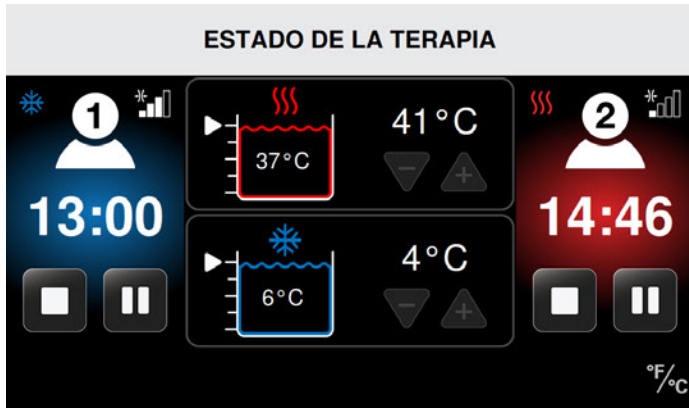 ESTADO DE LA TERAPIA
1
13:00
41°C
37°C
4°C
6°C
2
14:46
°F/°C